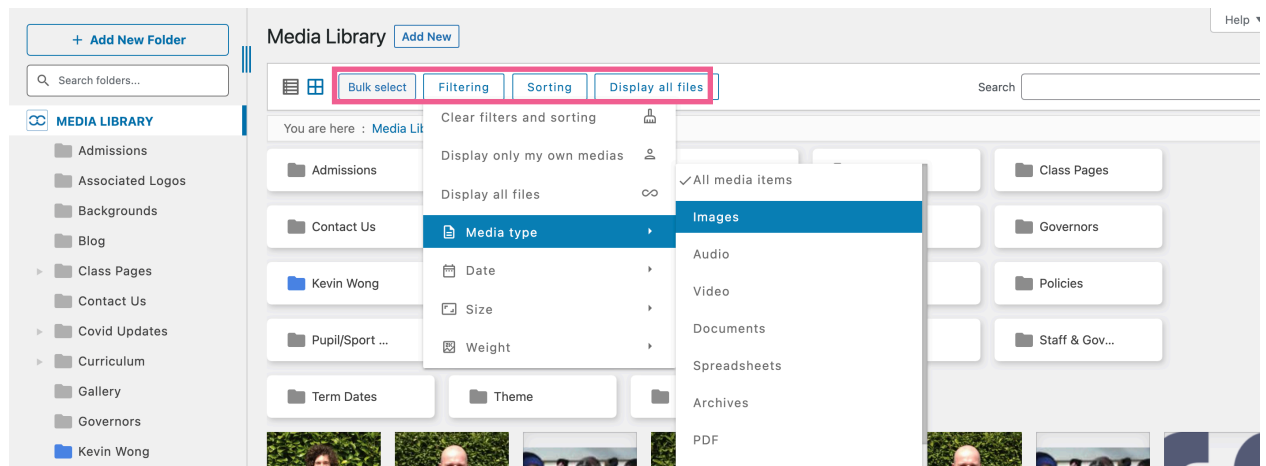 Help
+ Add New Folder
Media Library
Add New
Search folders...
Bulk select
Filtering
Sorting
Display all files
Search
MEDIA LIBRARY
Admissions
Associated Logos
Backgrounds
Blog
Class Pages
Contact Us
Covid Updates
Curriculum
Gallery
Governors
Kevin Wong
You are here : Media Lib
Clear filters and sorting
Display only my own medias
Display all files
Media type
Date
Size
Weight
All media items
Images
Audio
Video
Documents
Spreadsheets
Archives
PDF
Admissions
Class Pages
Contact Us
Governors
Kevin Wong
Policies
Pupil/Sport ...
Staff & Gov...
Term Dates
Theme